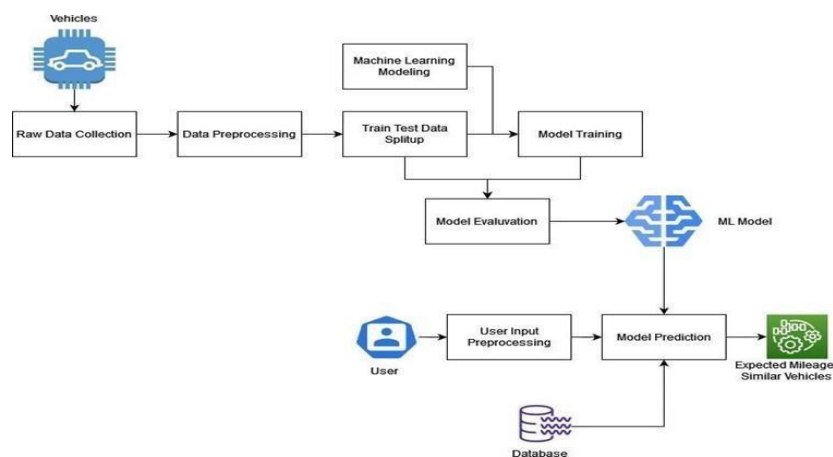 Vehicles
Machine Learning
Modeling
Raw Data Collection
Data Preprocessing
Train Test Data
Splitup
Model Training
Model Evaluvation
ML Model
User Input
Preprocessing
Model Prediction
User
Expected Mileage
Similar Vehicles
Database